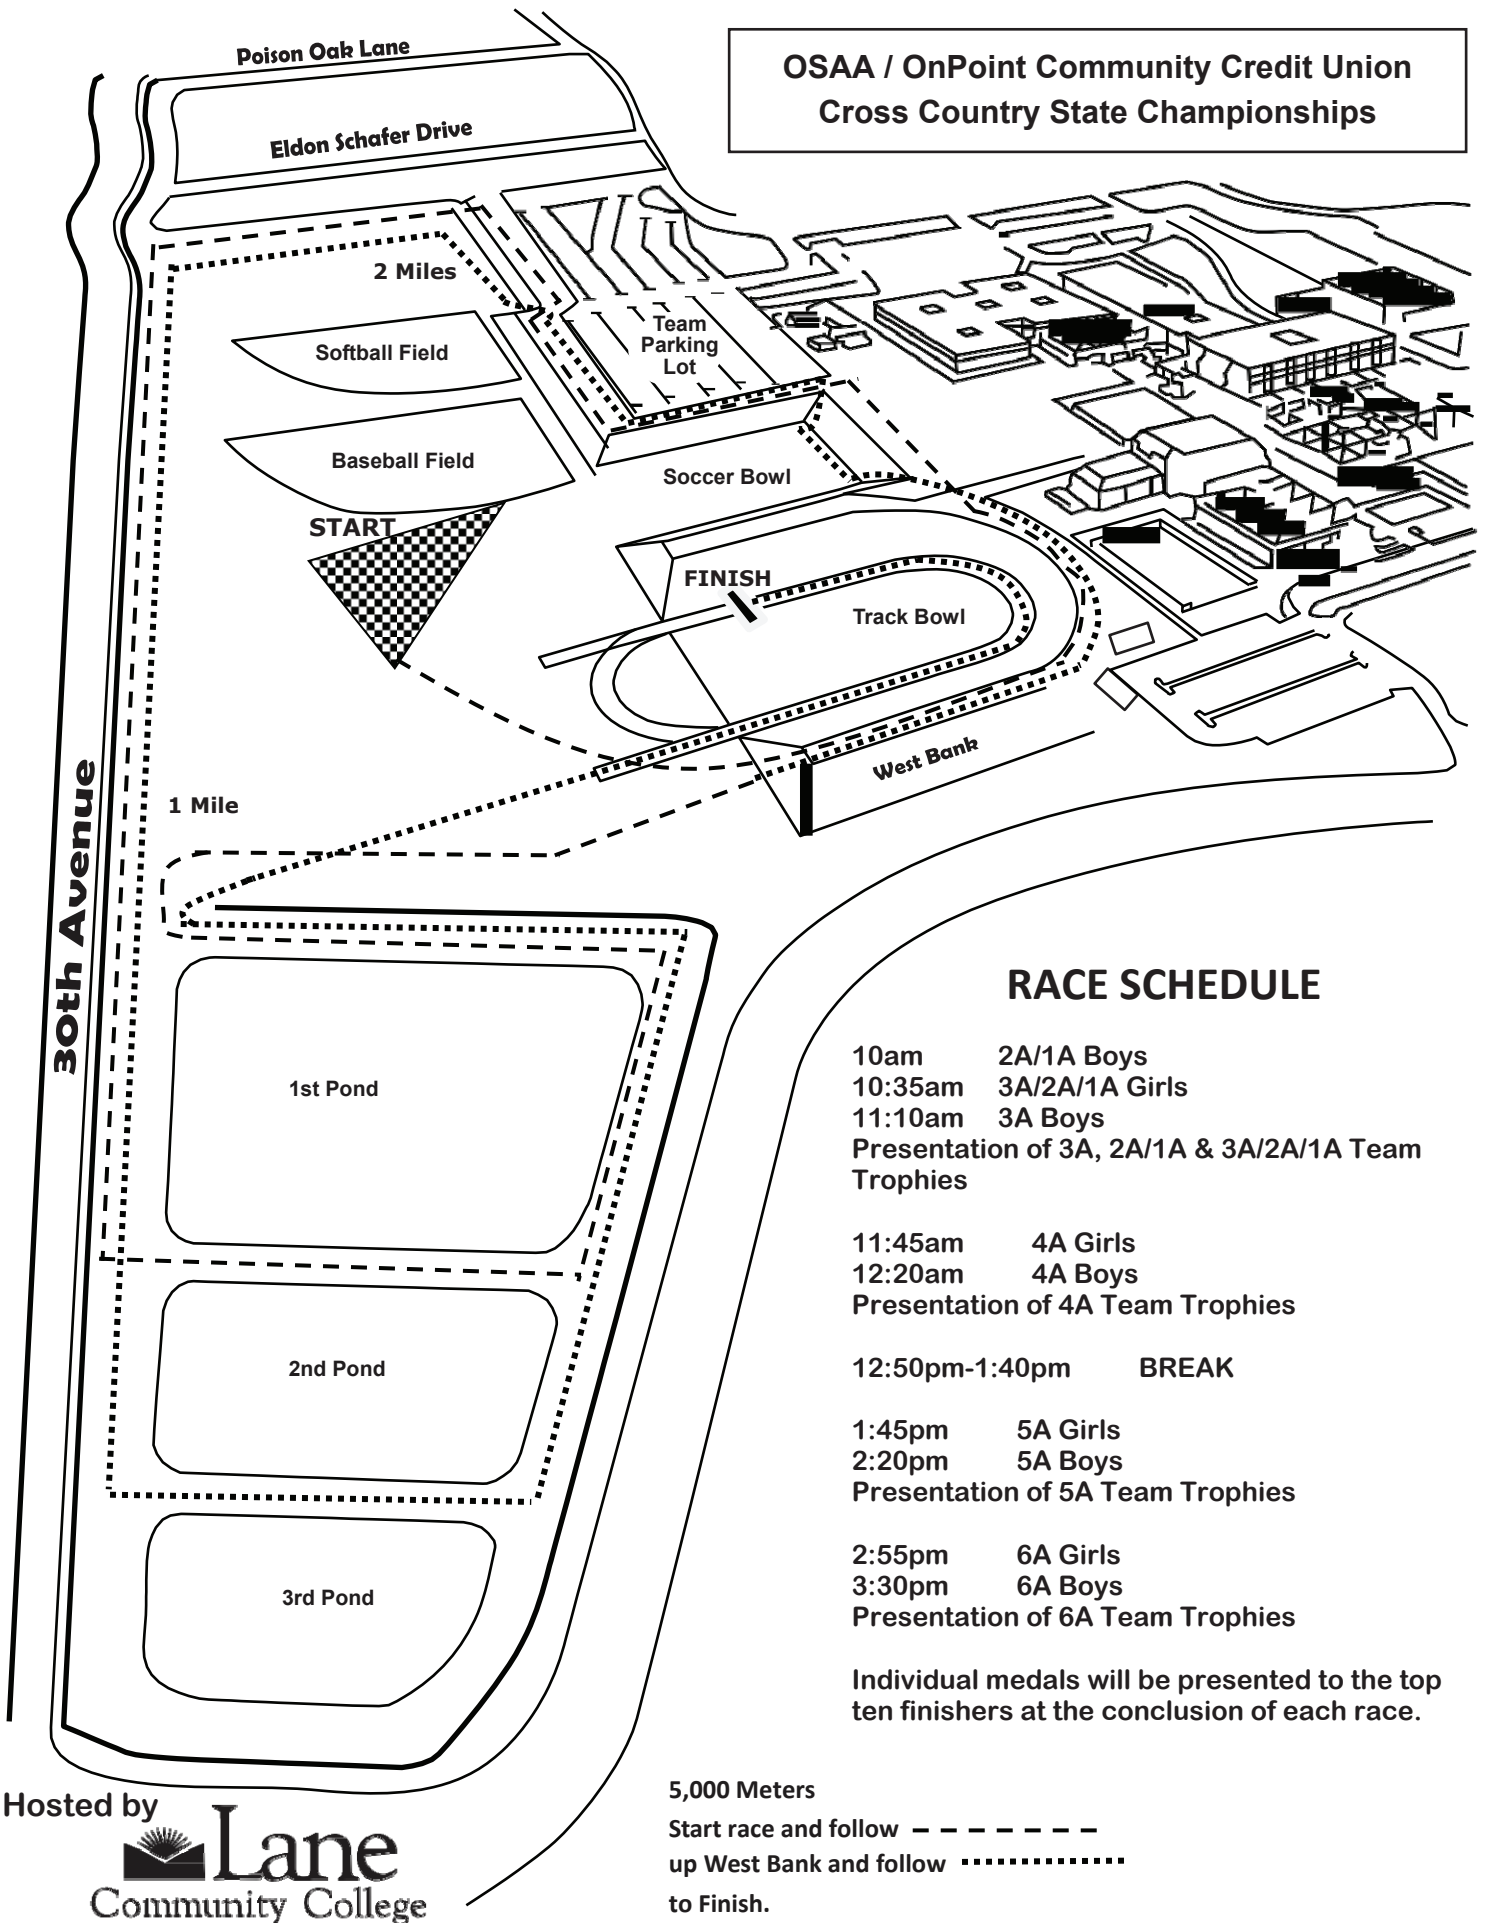 Poison Oak Lane
OSAA / OnPoint Community Credit Union
Cross Country State Championships
Eldon Schafer Drive
2 Miles
Team
Parking
Lot
Softball Field
Baseball Field
Soccer Bowl
START
FINISH
Track Bowl
West Bank
30th Avenue
1 Mile
1st Pond
2nd Pond
3rd Pond
RACE SCHEDULE
10am 2A/1A Boys
10:35am 3A/2A/1A Girls
11:10am 3A Boys
Presentation of 3A, 2A/1A & 3A/2A/1A Team
Trophies
11:45am 4A Girls
12:20am 4A Boys
Presentation of 4A Team Trophies
12:50pm-1:40pm BREAK
1:45pm 5A Girls
2:20pm 5A Boys
Presentation of 5A Team Trophies
2:55pm 6A Girls
3:30pm 6A Boys
Presentation of 6A Team Trophies
Individual medals will be presented to the top
ten finishers at the conclusion of each race.
Hosted by
Lane
Community College
5,000 Meters
Start race and follow
up West Bank and follow
to Finish.